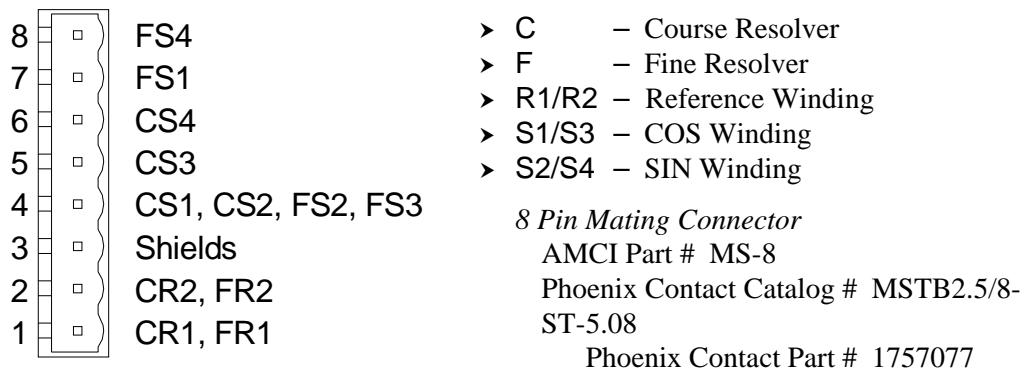 8 FS4
7 FS1
6 CS4
5 CS3
4 CS1, CS2, FS2, FS3
3 Shields
2 CR2, FR2
1 CR1, FR1
➤ C – Course Resolver
➤ F – Fine Resolver
➤ R1/R2 – Reference Winding
➤ S1/S3 – COS Winding
➤ S2/S4 – SIN Winding
8 Pin Mating Connector
AMCI Part # MS-8
Phoenix Contact Catalog # MSTB2.5/8-
ST-5.08
Phoenix Contact Part # 1757077